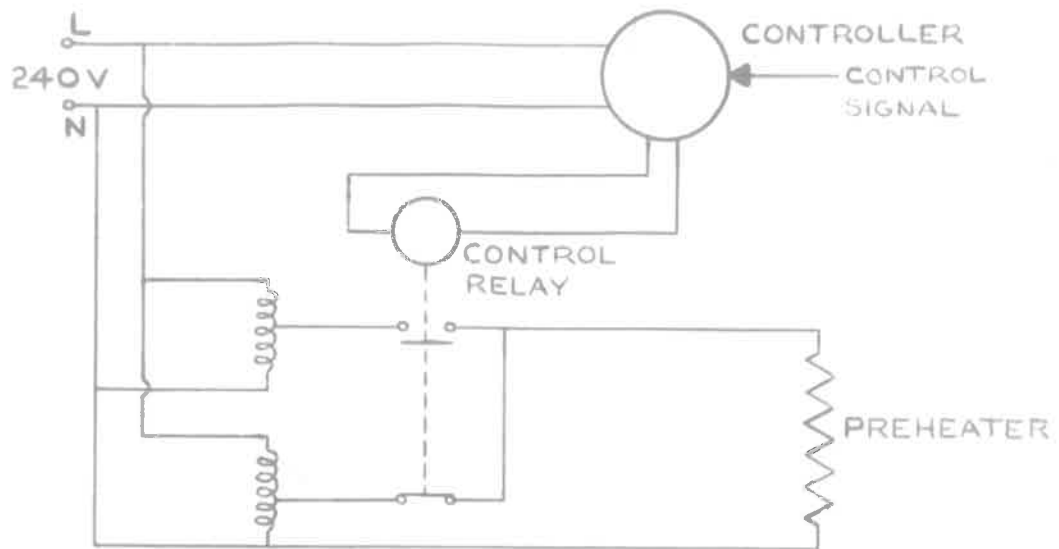 L
240V
N
CONTROLLER
CONTROL
SIGNAL
CONTROL
RELAY
PREHEATER